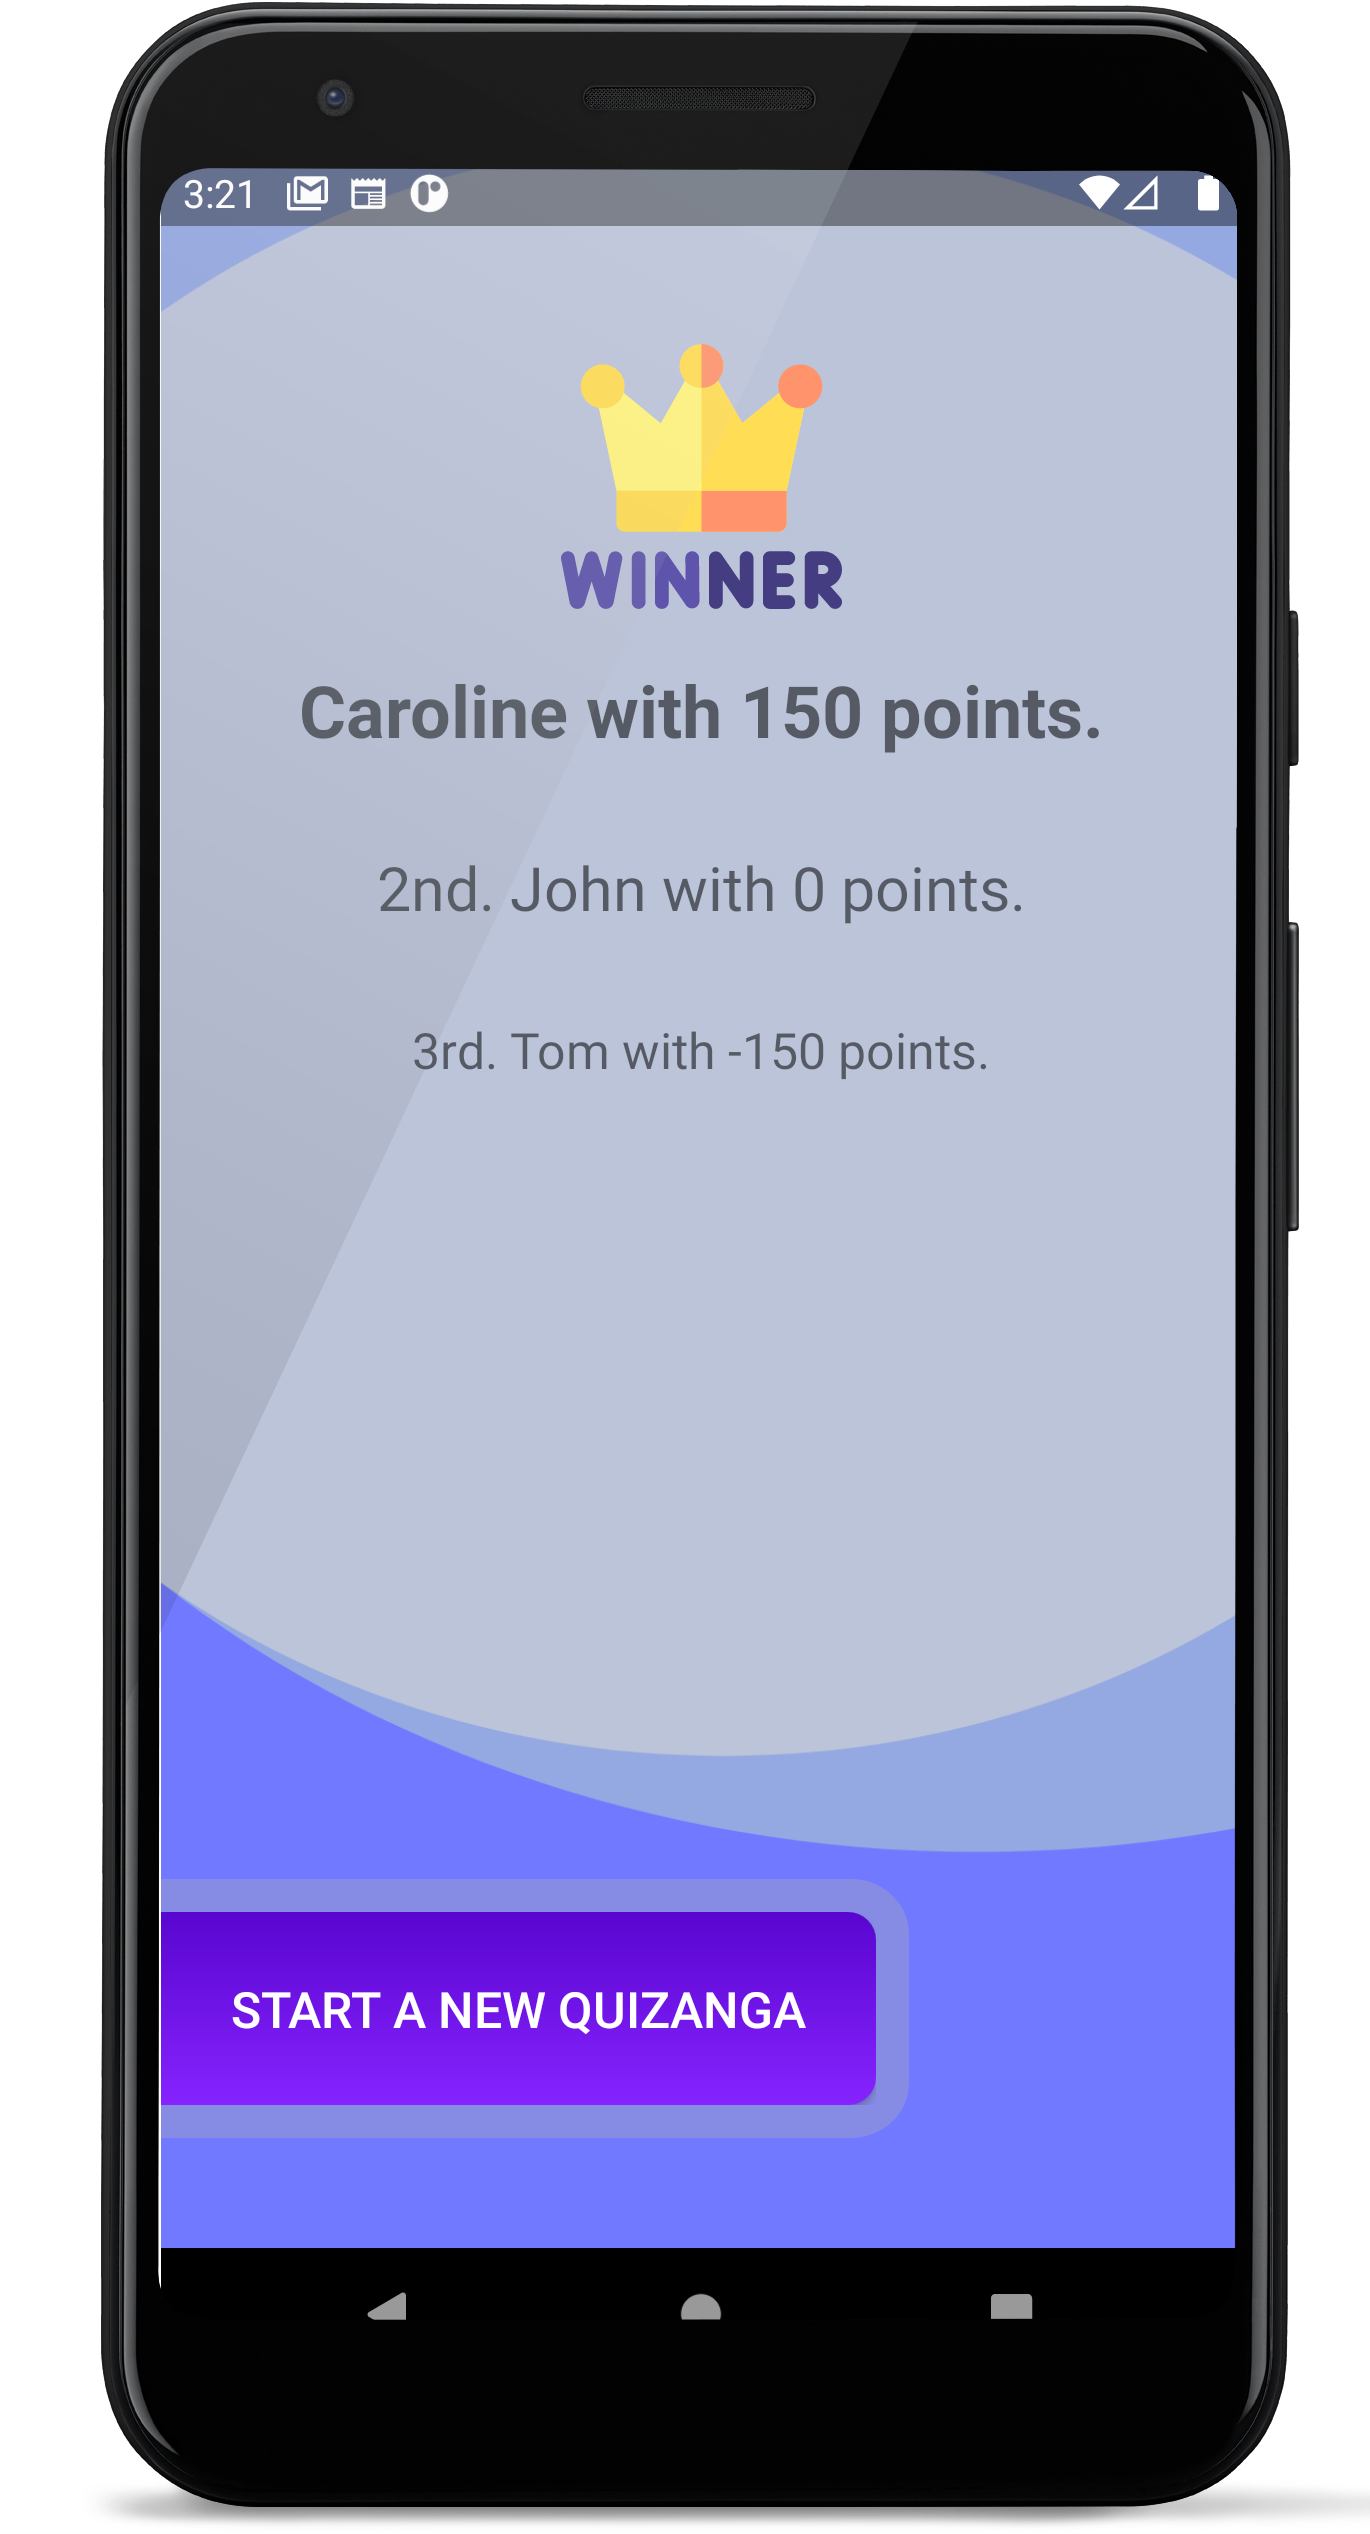 3:21
WINNER
Caroline with 150 points.
2nd. John with 0 points.
3rd. Tom with -150 points.
START A NEW QUIZANGA